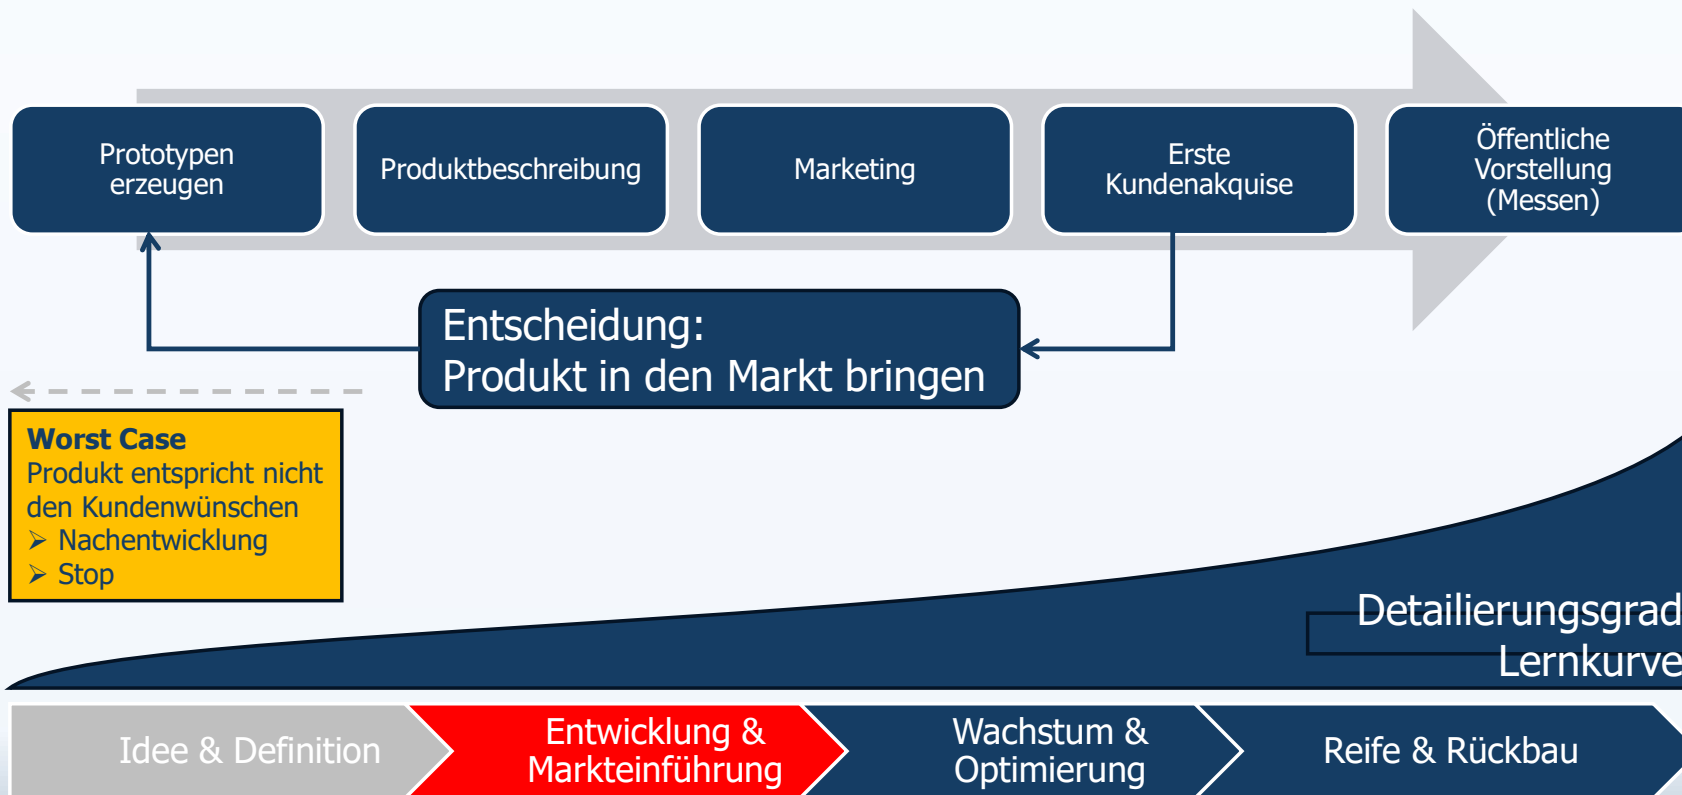 Prototypen
erzeugen
Produktbeschreibung
Marketing
Erste
Kundenakquise
Öffentliche
Vorstellung
(Messen)
Entscheidung:
Produkt in den Markt bringen
Worst Case
Produkt entspricht nicht
den Kundenwünschen
➢ Nachentwicklung
➢ Stop
Detailierungsgrad
Lernkurve
Idee & Definition
Entwicklung &
Markteinführung
Wachstum &
Optimierung
Reife & Rückbau